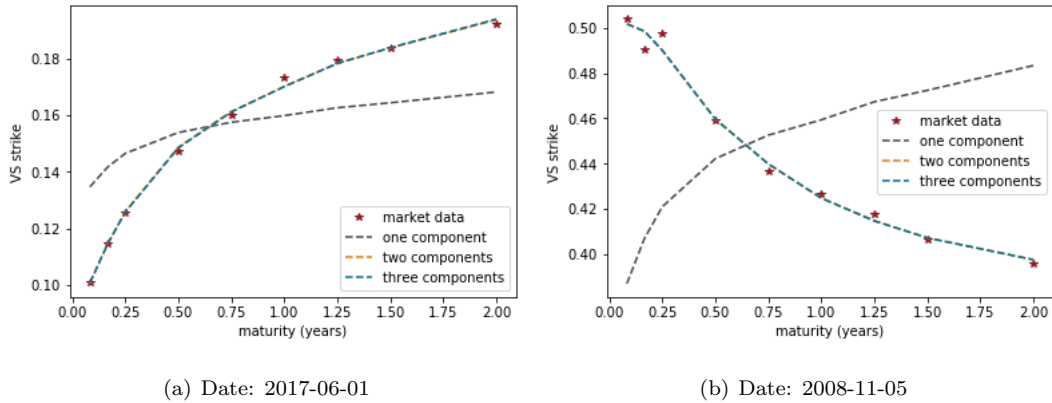 0.18
0.16
0.14
0.12
0.10
VS strike
0.00 0.25 0.50 0.75 1.00 1.25 1.50 1.75 2.00
maturity (years)
market data
one component
two components
three components
(a) Date: 2017-06-01
0.50
0.48
0.46
0.44
0.42
0.40
VS strike
0.00 0.25 0.50 0.75 1.00 1.25 1.50 1.75 2.00
maturity (years)
market data
one component
two components
three components
(b) Date: 2008-11-05